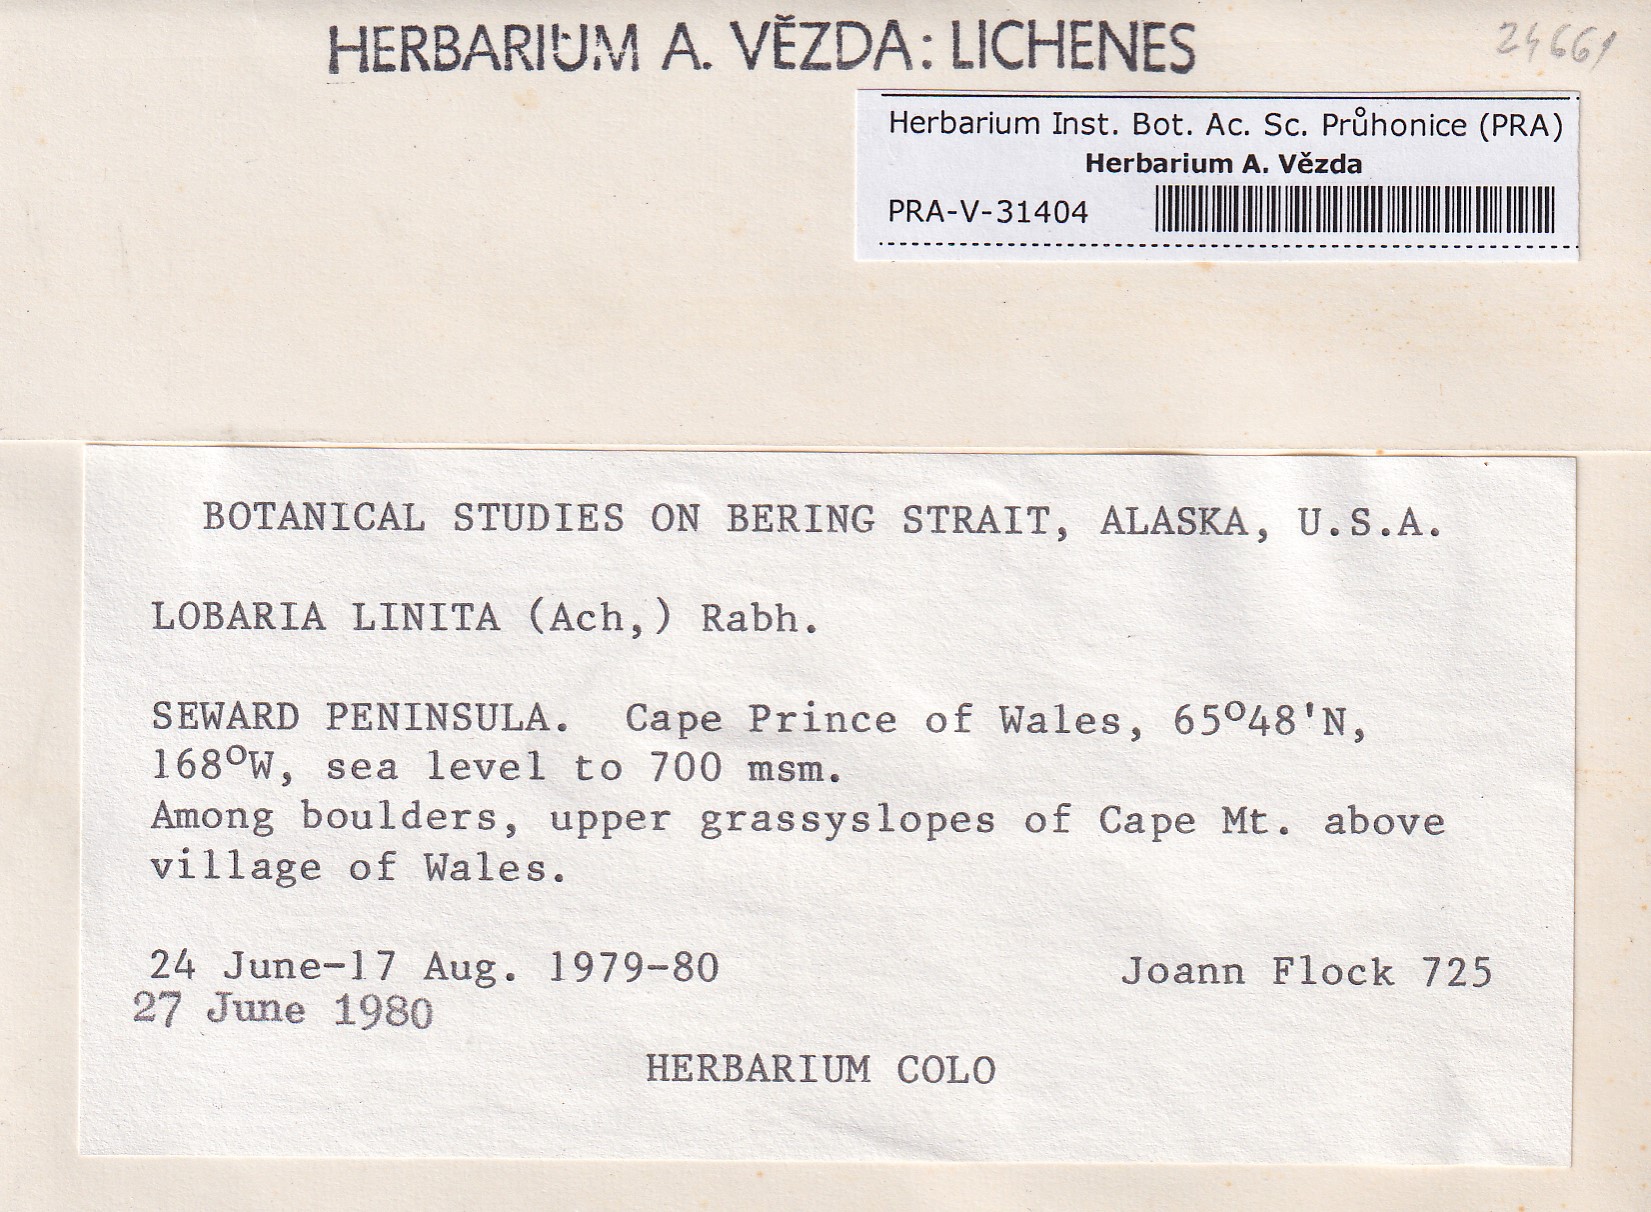 HERBARIUM A. VĚZDA: LICHENES
24661
Herbarium Inst. Bot. Ac. Sc. Průhonice (PRA)
Herbarium A. Vězda
PRA-V-31404
BOTANICAL STUDIES ON BERING STRAIT, ALASKA, U.S.A.
LOBARIA LINITA (Ach,) Rabh.
SEWARD PENINSULA. Cape Prince of Wales, 65º48'N,
168ºW, sea level to 700 msm.
Among boulders, upper grassyslopes of Cape Mt. above
village of Wales.
24 June-17 Aug. 1979-80 Joann Flock 725
27 June 1980
HERBARIUM COLO